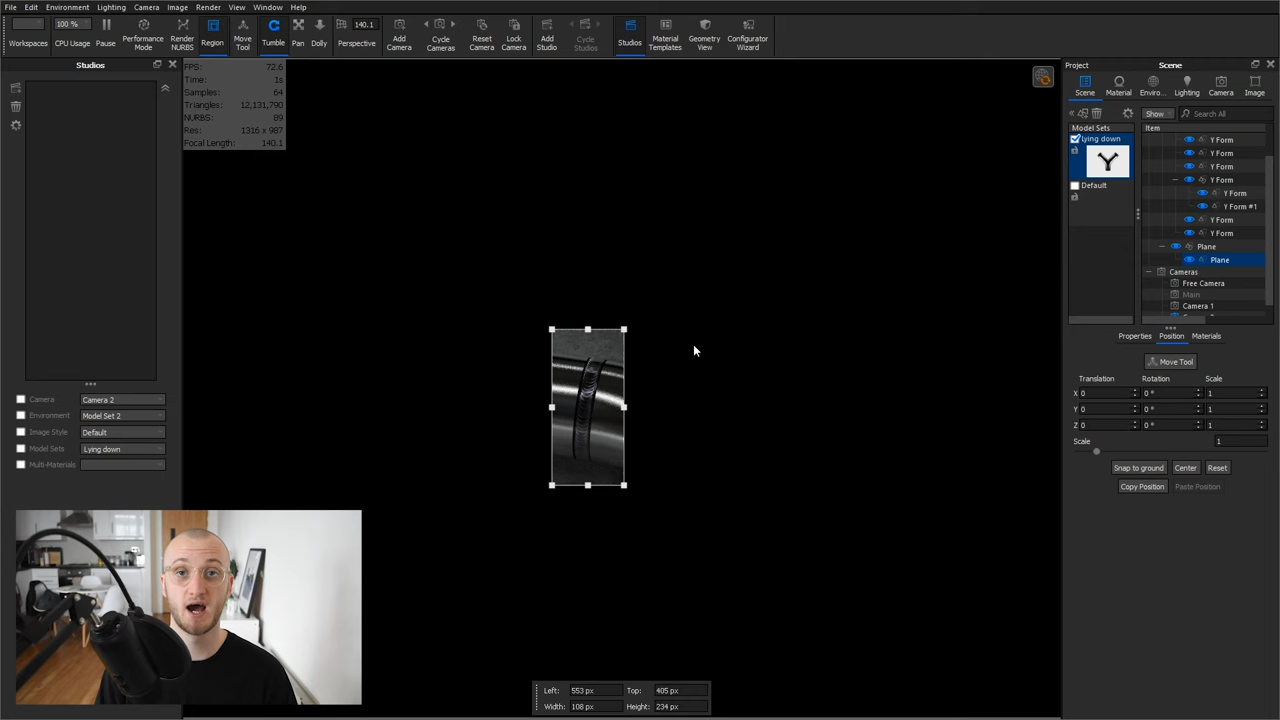 File Edit Environment Lighting Camera Image Render View Window Help
Workspaces
100 %
CPU Usage
Pause
Performance Mode
Render NURBS
Region
Move Tool
Tumble
Pan
Dolly
140.1
Perspective
Add Camera
Cycle Cameras
Reset Camera
Lock Camera
Add Studio
Cycle Studios
Studios
Material Templates
Geometry View
Configurator Wizard
Studios
FPS: 72.6
Time: 1s
Samples: 64
Triangles: 12,131,790
NURBS: 89
Res: 1316 x 987
Focal Length: 140.1
Camera Camera 2
Environment Model Set 2
Image Style Default
Model Sets Lying down
Multi-Materials
Left: 553 px Top: 405 px
Width: 108 px Height: 234 px
Project Scene
Scene Material Enviro... Lighting Camera Image
Show Search All
Model Sets
Lying down
Default
Item
Y Form
Y Form
Y Form
Y Form
Y Form
Y Form #1
Y Form
Y Form
Plane
Plane
Cameras
Free Camera
Main
Camera 1
Properties Position Materials
Move Tool
Translation Rotation Scale
X 0 0 ° 1
Y 0 0 ° 1
Z 0 0 ° 1
Scale 1
Snap to ground Center Reset
Copy Position Paste Position